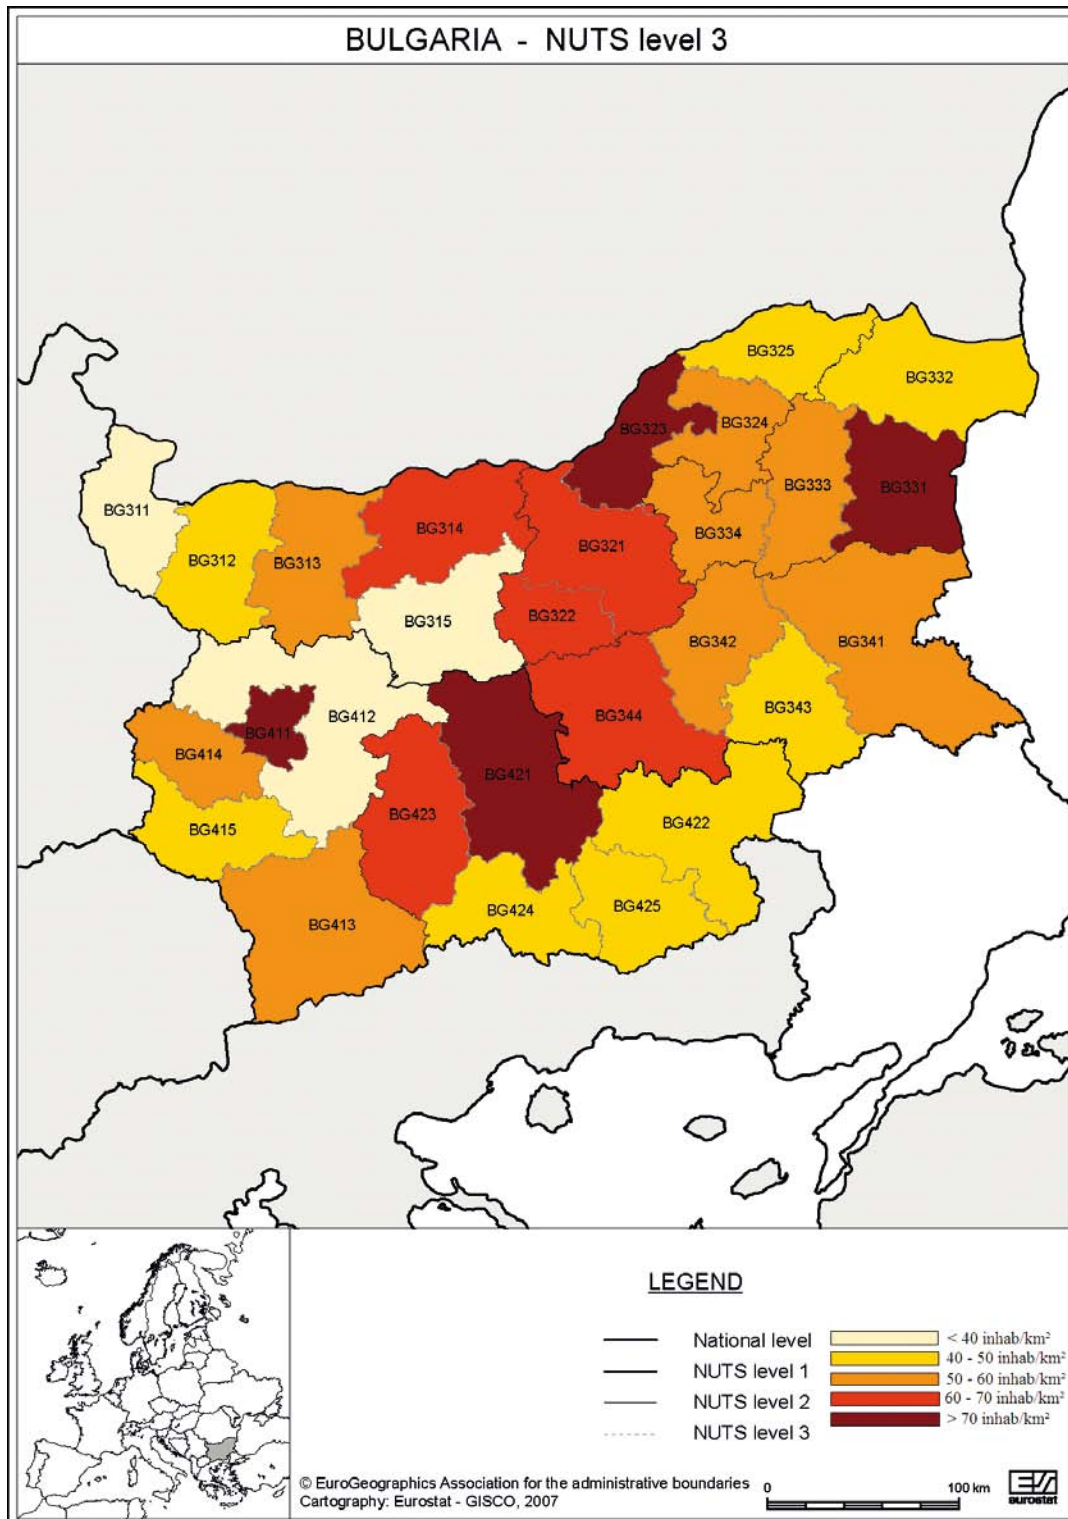 BULGARIA - NUTS level 3
BG325
BG332
BG323
BG324
BG331
BG333
BG311
BG314
BG334
BG321
BG312
BG313
BG322
BG315
BG342
BG341
BG412
BG343
BG344
BG411
BG414
BG421
BG423
BG422
BG415
BG425
BG424
BG413
LEGEND
National level
NUTS level 1
NUTS level 2
NUTS level 3
< 40 inhab/km²
40 - 50 inhab/km²
50 - 60 inhab/km²
60 - 70 inhab/km²
> 70 inhab/km²
© EuroGeographics Association for the administrative boundaries
Cartography: Eurostat - GISCO, 2007
0 100 km
eurostat